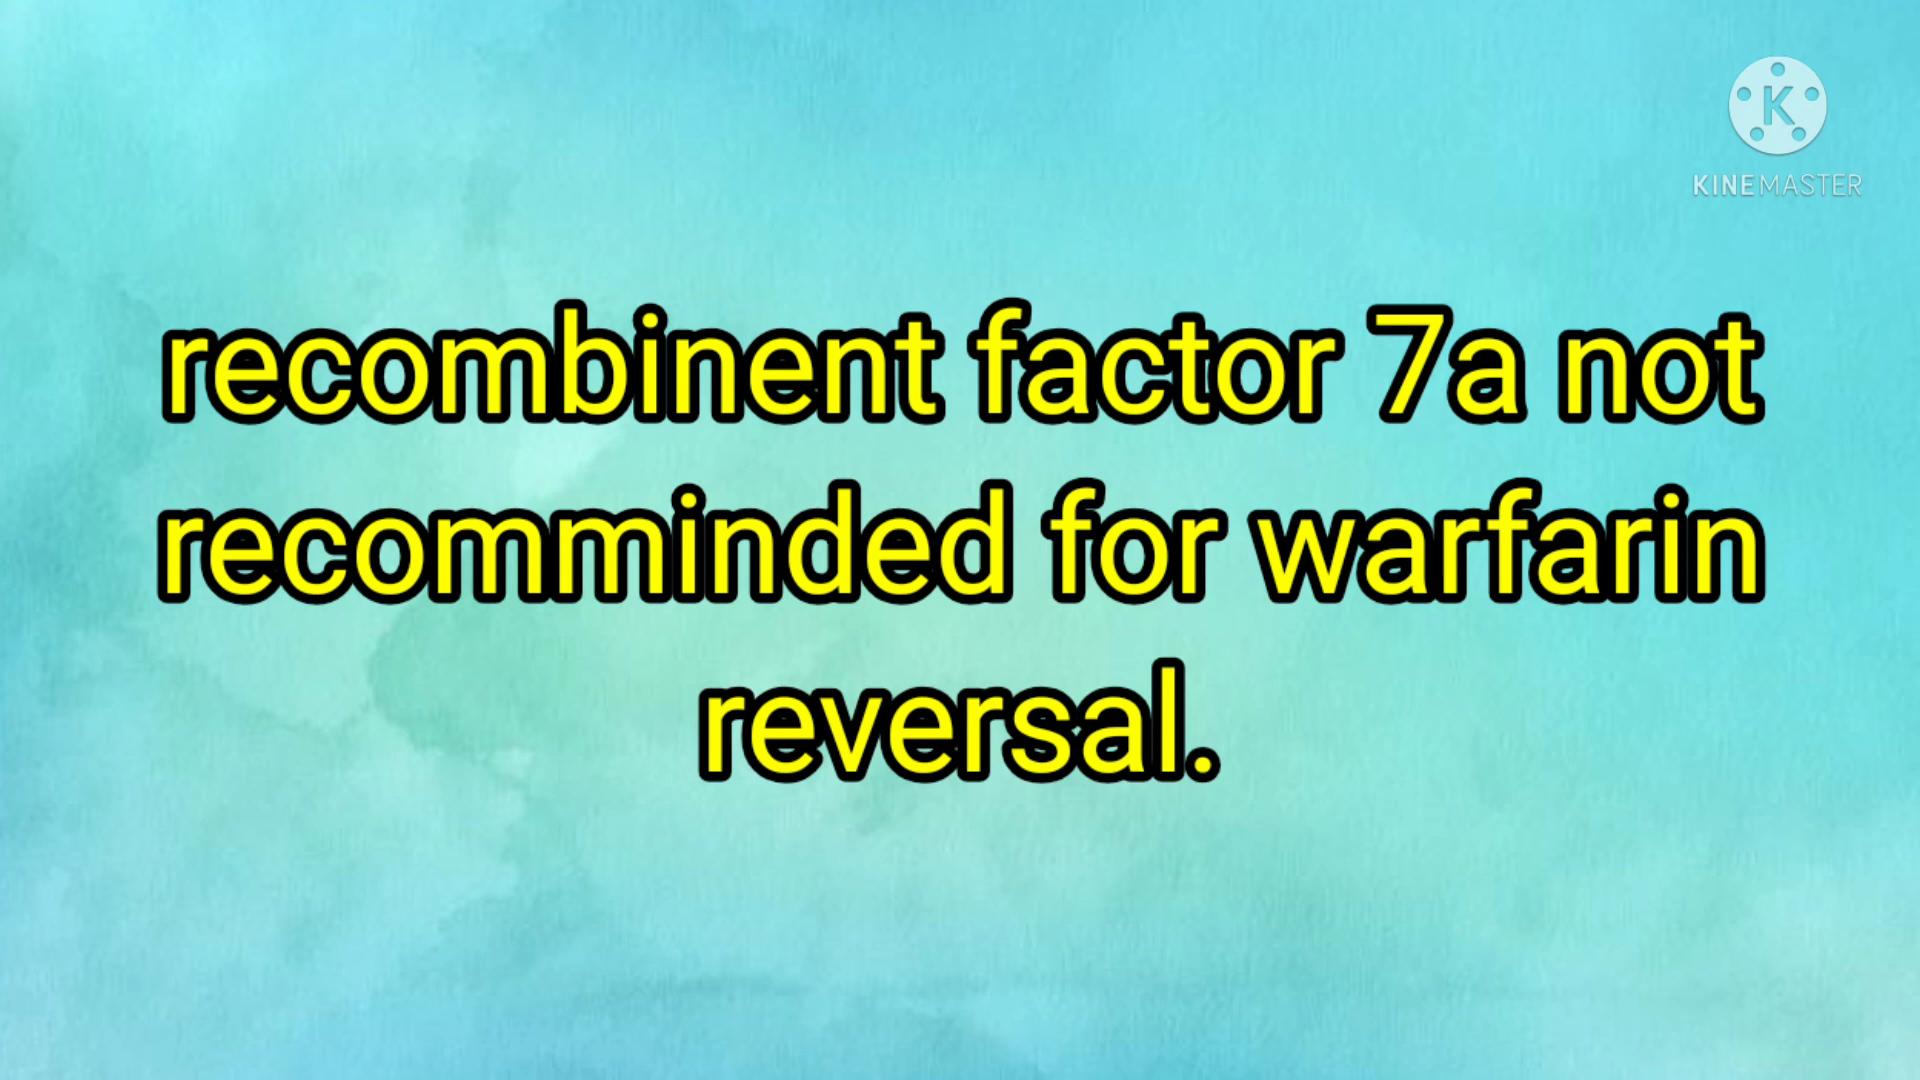 K
KINEMASTER
recombinent factor 7a not
recomminded for warfarin
reversal.